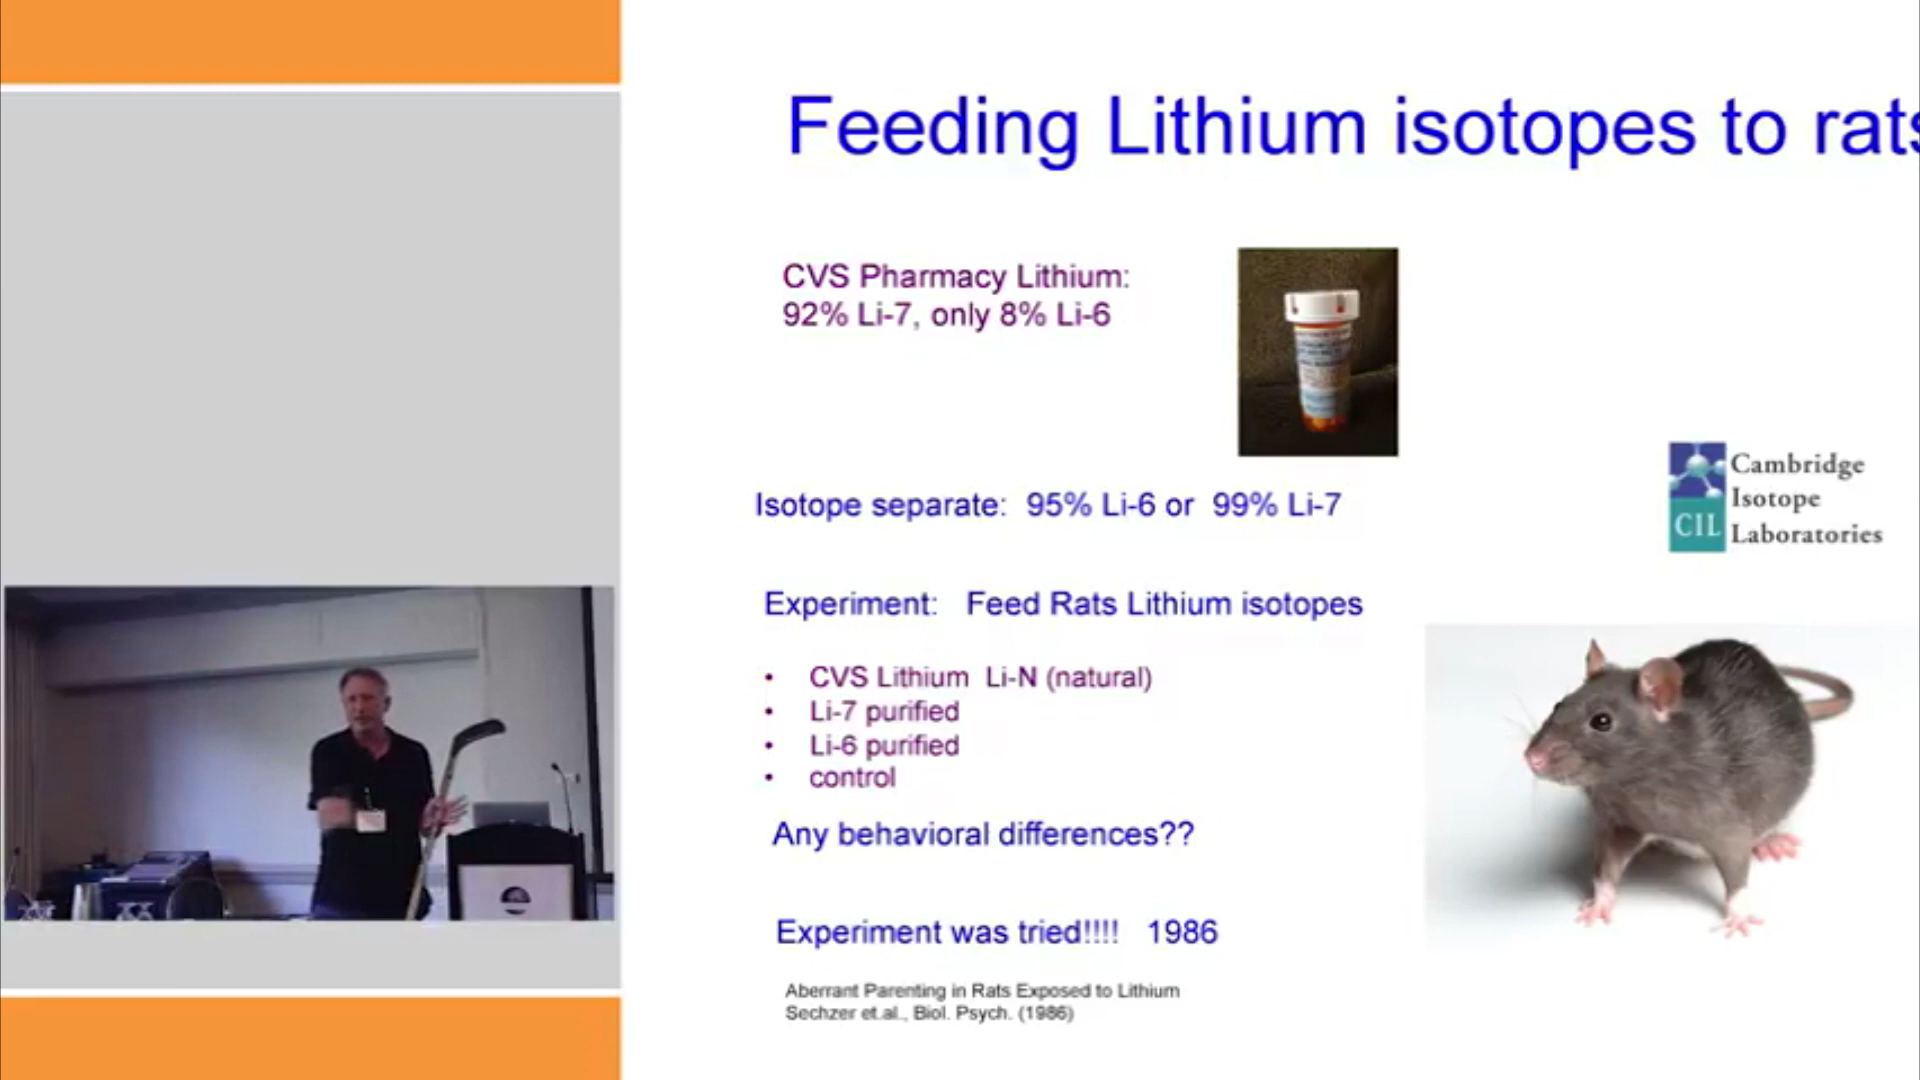 Feeding Lithium isotopes to rats
CVS Pharmacy Lithium:
92% Li-7, only 8% Li-6
Isotope separate: 95% Li-6 or 99% Li-7
Cambridge
Isotope
CIL Laboratories
Experiment: Feed Rats Lithium isotopes
• CVS Lithium Li-N (natural)
• Li-7 purified
• Li-6 purified
• control
Any behavioral differences??
Experiment was tried!!!! 1986
Aberrant Parenting in Rats Exposed to Lithium
Sechzer et.al., Biol. Psych. (1986)